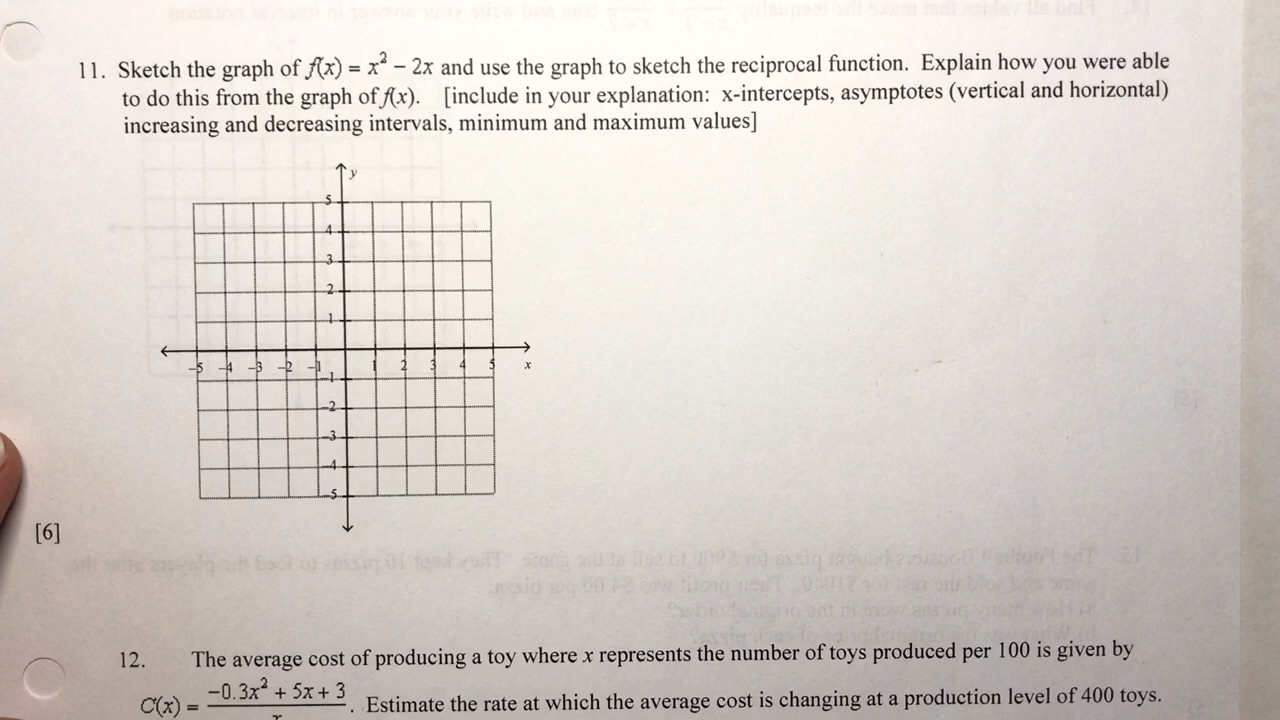 11. Sketch the graph of f(x) = x² − 2x and use the graph to sketch the reciprocal function. Explain how you were able
to do this from the graph of f(x). [include in your explanation: x-intercepts, asymptotes (vertical and horizontal)
increasing and decreasing intervals, minimum and maximum values]
y
5
4
3
2
1
−5 −4 −3 −2 −1 1 2 3 4 5 x
−1
−2
−3
−4
−5
[6]
12. The average cost of producing a toy where x represents the number of toys produced per 100 is given by
C(x) = (−0.3x² + 5x + 3)/x. Estimate the rate at which the average cost is changing at a production level of 400 toys.